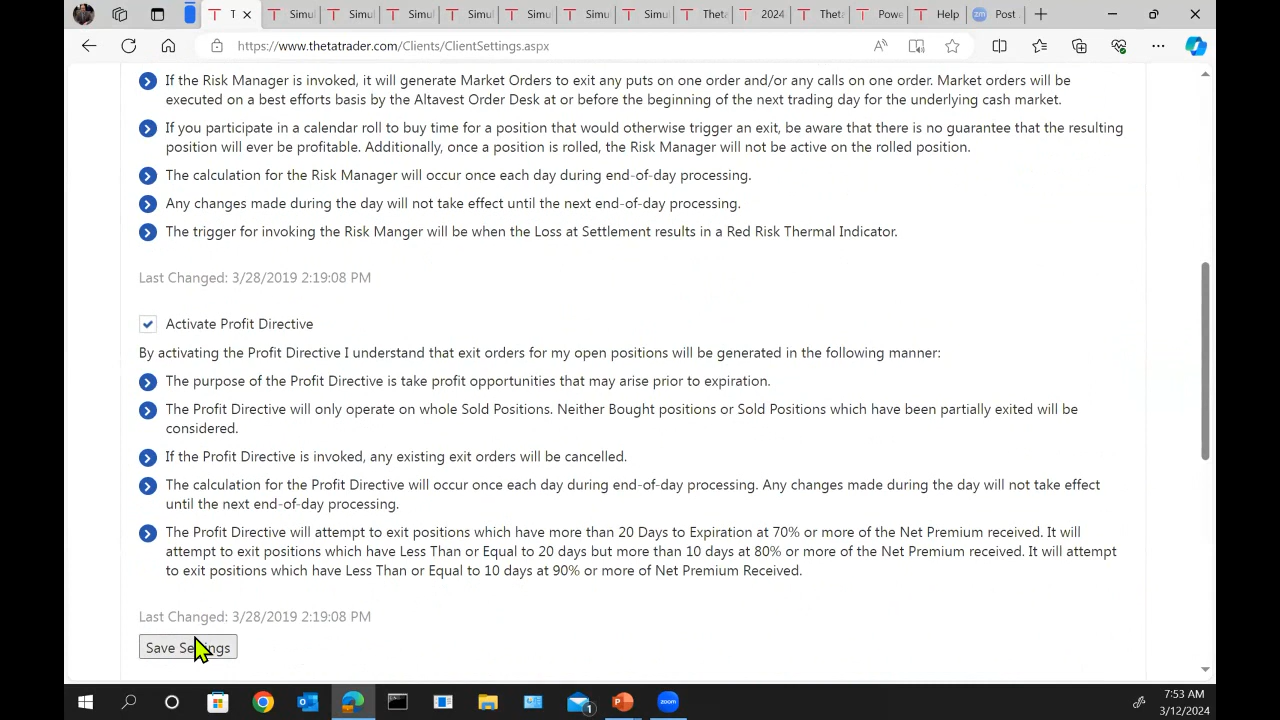 T
Simul
Simul
Simul
Simul
Simul
Simul
Simul
Theta
2024
Theta
Powe
Help
zm
Post
https://www.thetatrader.com/Clients/ClientSettings.aspx
If the Risk Manager is invoked, it will generate Market Orders to exit any puts on one order and/or any calls on one order. Market orders will be
executed on a best efforts basis by the Altavest Order Desk at or before the beginning of the next trading day for the underlying cash market.
If you participate in a calendar roll to buy time for a position that would otherwise trigger an exit, be aware that there is no guarantee that the resulting
position will ever be profitable. Additionally, once a position is rolled, the Risk Manager will not be active on the rolled position.
The calculation for the Risk Manager will occur once each day during end-of-day processing.
Any changes made during the day will not take effect until the next end-of-day processing.
The trigger for invoking the Risk Manger will be when the Loss at Settlement results in a Red Risk Thermal Indicator.
Last Changed: 3/28/2019 2:19:08 PM
Activate Profit Directive
By activating the Profit Directive I understand that exit orders for my open positions will be generated in the following manner:
The purpose of the Profit Directive is take profit opportunities that may arise prior to expiration.
The Profit Directive will only operate on whole Sold Positions. Neither Bought positions or Sold Positions which have been partially exited will be
considered.
If the Profit Directive is invoked, any existing exit orders will be cancelled.
The calculation for the Profit Directive will occur once each day during end-of-day processing. Any changes made during the day will not take effect
until the next end-of-day processing.
The Profit Directive will attempt to exit positions which have more than 20 Days to Expiration at 70% or more of the Net Premium received. It will
attempt to exit positions which have Less Than or Equal to 20 days but more than 10 days at 80% or more of the Net Premium received. It will attempt
to exit positions which have Less Than or Equal to 10 days at 90% or more of Net Premium Received.
Last Changed: 3/28/2019 2:19:08 PM
Save Settings
1
zoom
7:53 AM
3/12/2024